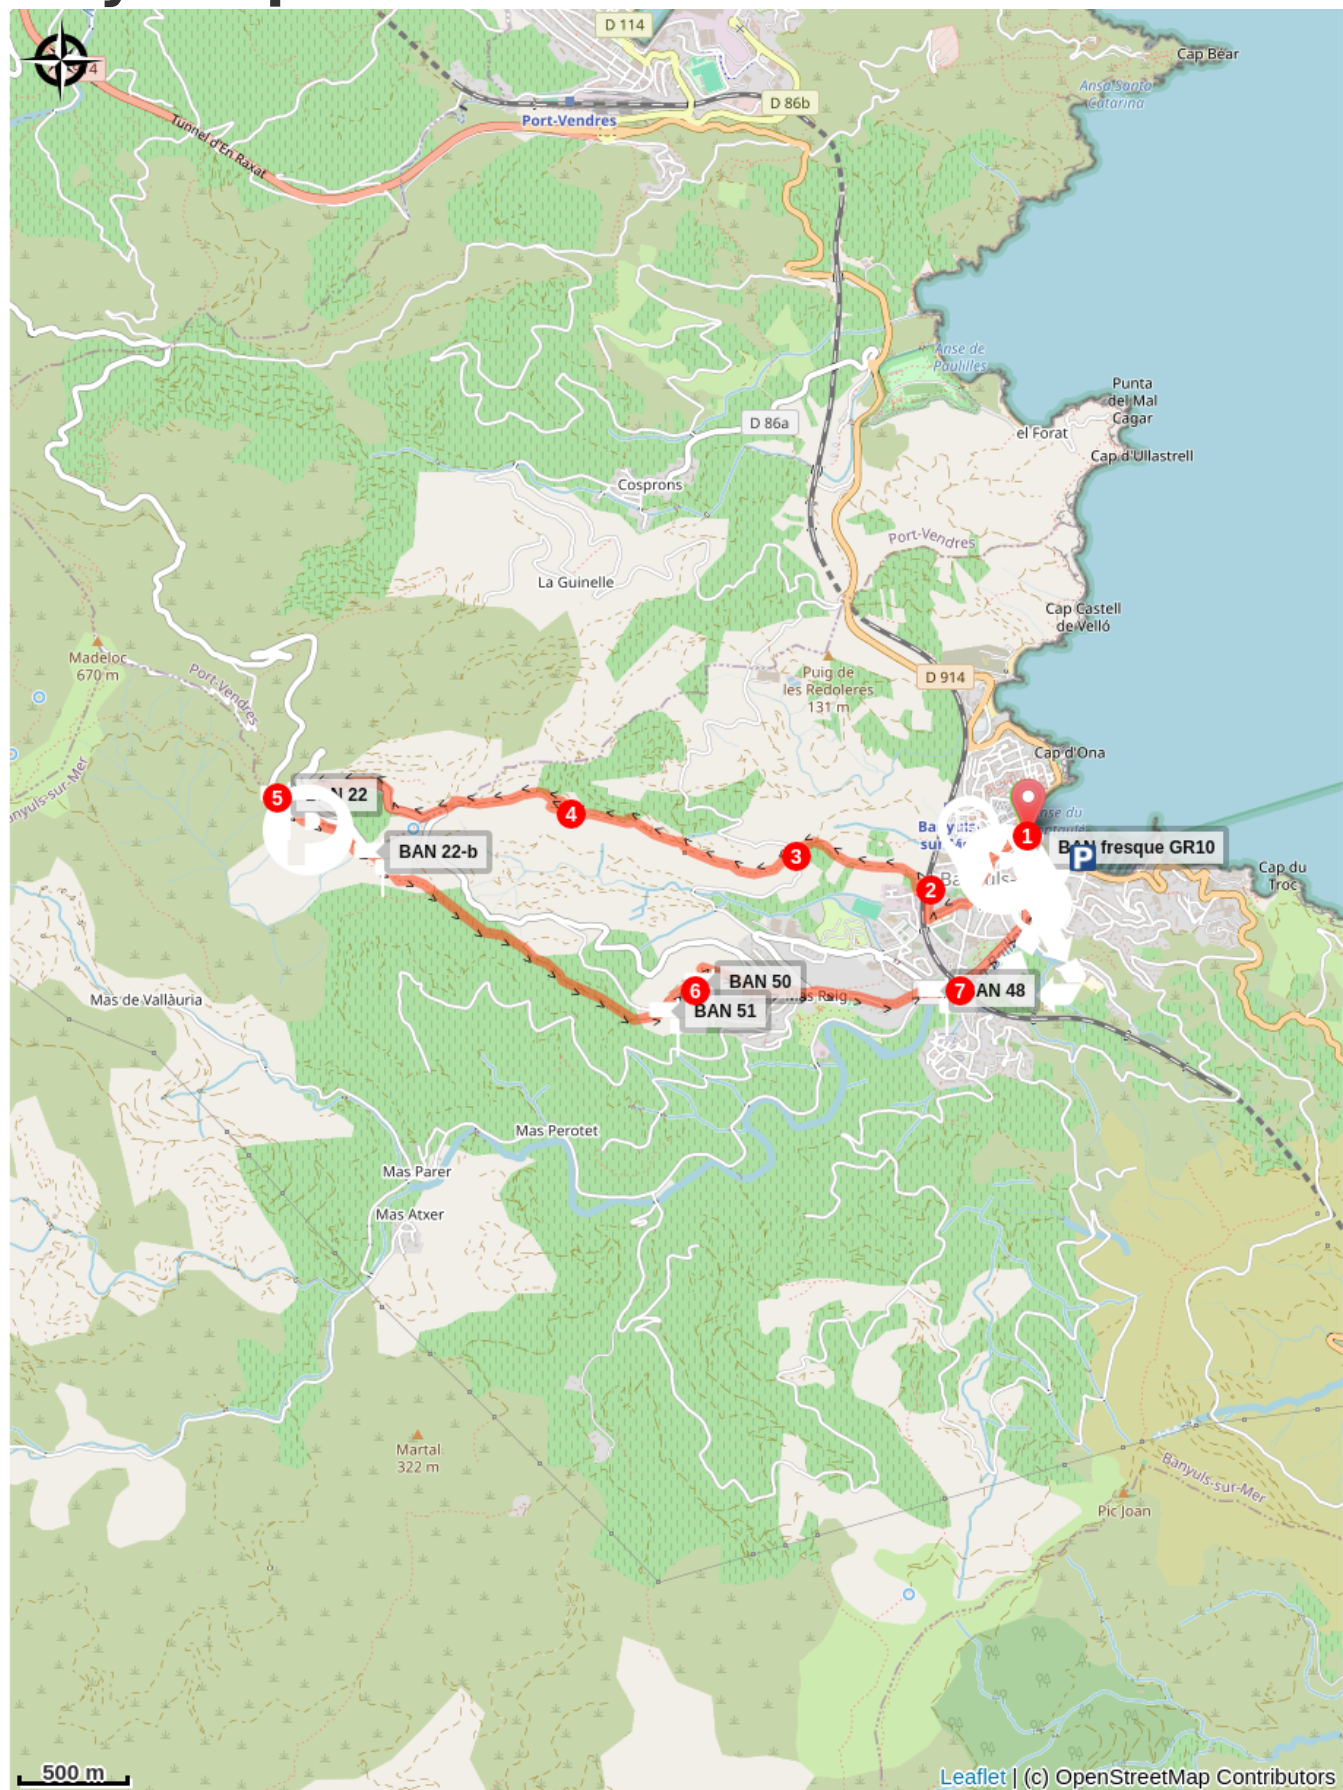 D 114
Cap Béar
Ansa Santa
Catarina
D 86b
Port-Vendres
Tunnel d'En Raxat
Anse de
Paulilles
Punta
del Mal
Cagar
D 86a
el Forat
Cap d'Ullastrell
Cosprons
Port-Vendres
La Guinelle
Cap Castell
de Velló
Madeloc
670 m
Port-Vendres
Puig de
les Redoleres
131 m
D 914
Cap d'Ona
5
BAN 22
4
1
BAN fresque GR10
P
BAN 22-b
3
Cap du
Troc
2
6
BAN 50
BAN 51
Mas Reig
7
AN 48
Mas de Vallàuria
Mas Perotet
Mas Parer
Mas Atxer
Martal
322 m
Banyuls-sur-Mer
Pic Joan
500 m
Leaflet | (c) OpenStreetMap Contributors